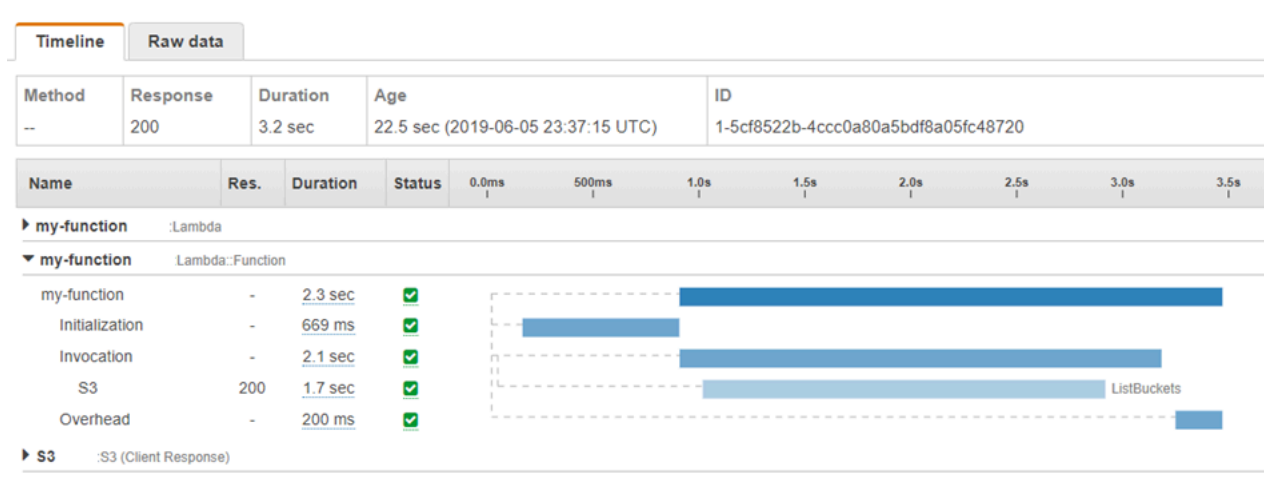 Timeline Raw data
Method Response Duration Age ID
-- 200 3.2 sec 22.5 sec (2019-06-05 23:37:15 UTC) 1-5cf8522b-4ccc0a80a5bdf8a05fc48720
Name Res. Duration Status 0.0ms 500ms 1.0s 1.5s 2.0s 2.5s 3.0s 3.5s
my-function :Lambda
my-function :Lambda::Function
my-function - 2.3 sec
Initialization - 669 ms
Invocation - 2.1 sec
S3 200 1.7 sec ListBuckets
Overhead - 200 ms
S3 :S3 (Client Response)